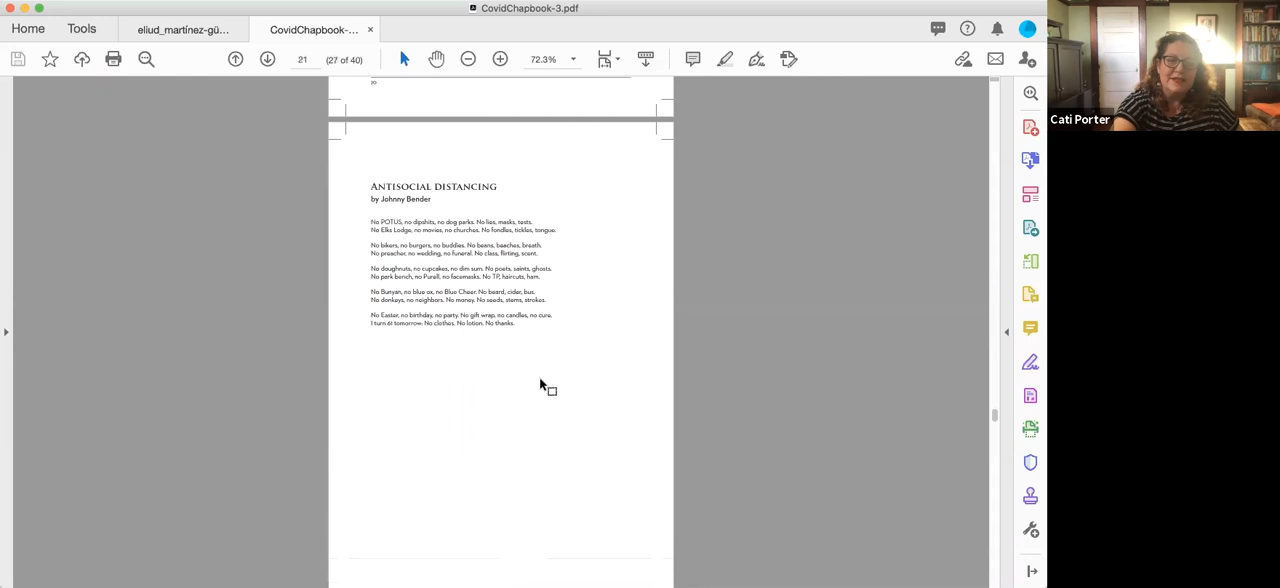 CovidChapbook-3.pdf
Home
Tools
eliud_martínez-gü...
CovidChapbook-... ×
21 (27 of 40)
72.3%
Cati Porter
20
Antisocial distancing
by Johnny Bender
No POTUS, no dipshits, no dog parks. No lies, masks, tests.
No Elks Lodge, no movies, no churches. No fondles, tickles, tongue.
No bikers, no burgers, no buddies. No beans, beaches, breath.
No preacher, no wedding, no funeral. No class, flirting, scent.
No doughnuts, no cupcakes, no dim sum. No poets, saints, ghosts.
No park bench, no Purell, no facemasks. No TP, haircuts, ham.
No Bunyan, no blue ox, no Blue Cheer. No beard, cider, bus.
No donkeys, no neighbors. No money. No seeds, stems, strokes.
No Easter, no birthday, no party. No gift wrap, no candles, no cure.
I turn 61 tomorrow: No clothes. No lotion. No thanks.